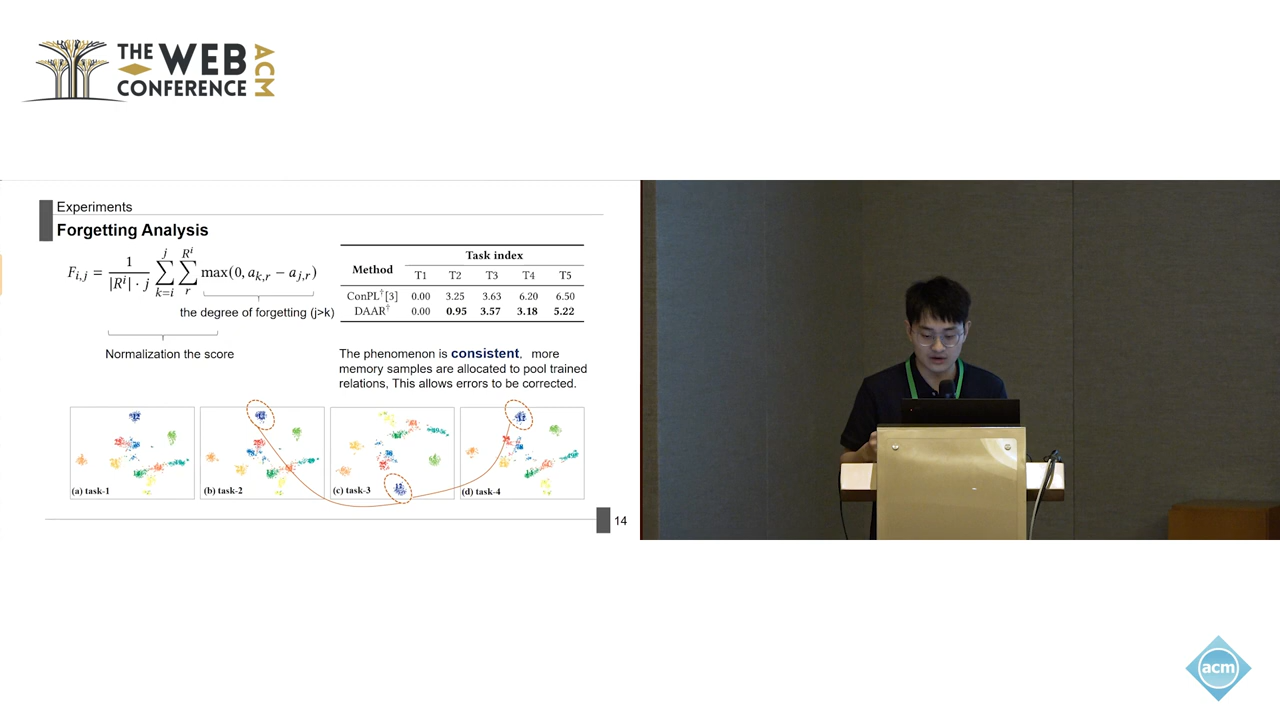 THE WEB
CONFERENCE
ACM
Experiments
Forgetting Analysis
F_{i,j} = \frac{1}{|R^i| \cdot j} \sum_{k=i}^{j} \sum_{r}^{R^i} max(0, a_{k,r} − a_{j,r})
the degree of forgetting (j>k)
Normalization the score
Method Task index
T1 T2 T3 T4 T5
ConPL†[3] 0.00 3.25 3.63 6.20 6.50
DAAR† 0.00 0.95 3.57 3.18 5.22
The phenomenon is consistent, more
memory samples are allocated to pool trained
relations, This allows errors to be corrected.
(a) task-1
(b) task-2
(c) task-3
(d) task-4
14
acm